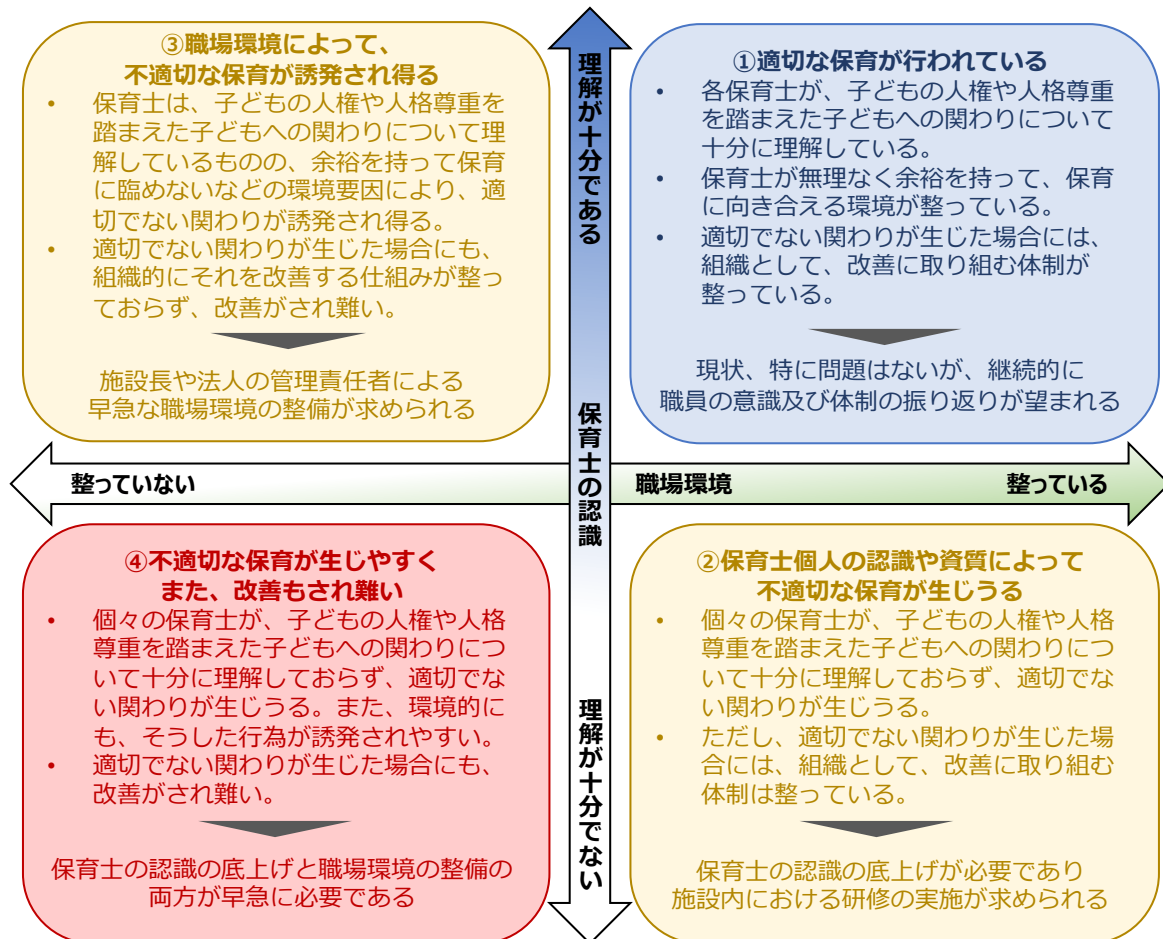 ③職場環境によって、
不適切な保育が誘発され得る
• 保育士は、子どもの人権や人格尊重を
踏まえた子どもへの関わりについて理
解しているものの、余裕を持って保育
に臨めないなどの環境要因により、適
切でない関わりが誘発され得る。
• 適切でない関わりが生じた場合にも、
組織的にそれを改善する仕組みが整っ
ておらず、改善がされ難い。
施設長や法人の管理責任者による
早急な職場環境の整備が求められる
理解が十分である
①適切な保育が行われている
• 各保育士が、子どもの人権や人格尊重
を踏まえた子どもへの関わりについて
十分に理解している。
• 保育士が無理なく余裕を持って、保育
に向き合える環境が整っている。
• 適切でない関わりが生じた場合には、
組織として、改善に取り組む体制が
整っている。
現状、特に問題はないが、継続的に
職員の意識及び体制の振り返りが望まれる
保育士の認識
整っていない
職場環境
整っている
④不適切な保育が生じやすく
また、改善もされ難い
• 個々の保育士が、子どもの人権や人格
尊重を踏まえた子どもへの関わりにつ
いて十分に理解しておらず、適切でな
い関わりが生じうる。また、環境的に
も、そうした行為が誘発されやすい。
• 適切でない関わりが生じた場合にも、
改善がされ難い。
保育士の認識の底上げと職場環境の整備の
両方が早急に必要である
理解が十分でない
②保育士個人の認識や資質によって
不適切な保育が生じうる
• 個々の保育士が、子どもの人権や人格
尊重を踏まえた子どもへの関わりにつ
いて十分に理解しておらず、適切でな
い関わりが生じうる。
• ただし、適切でない関わりが生じた場
合には、組織として、改善に取り組む
体制は整っている。
保育士の認識の底上げが必要であり
施設内における研修の実施が求められる